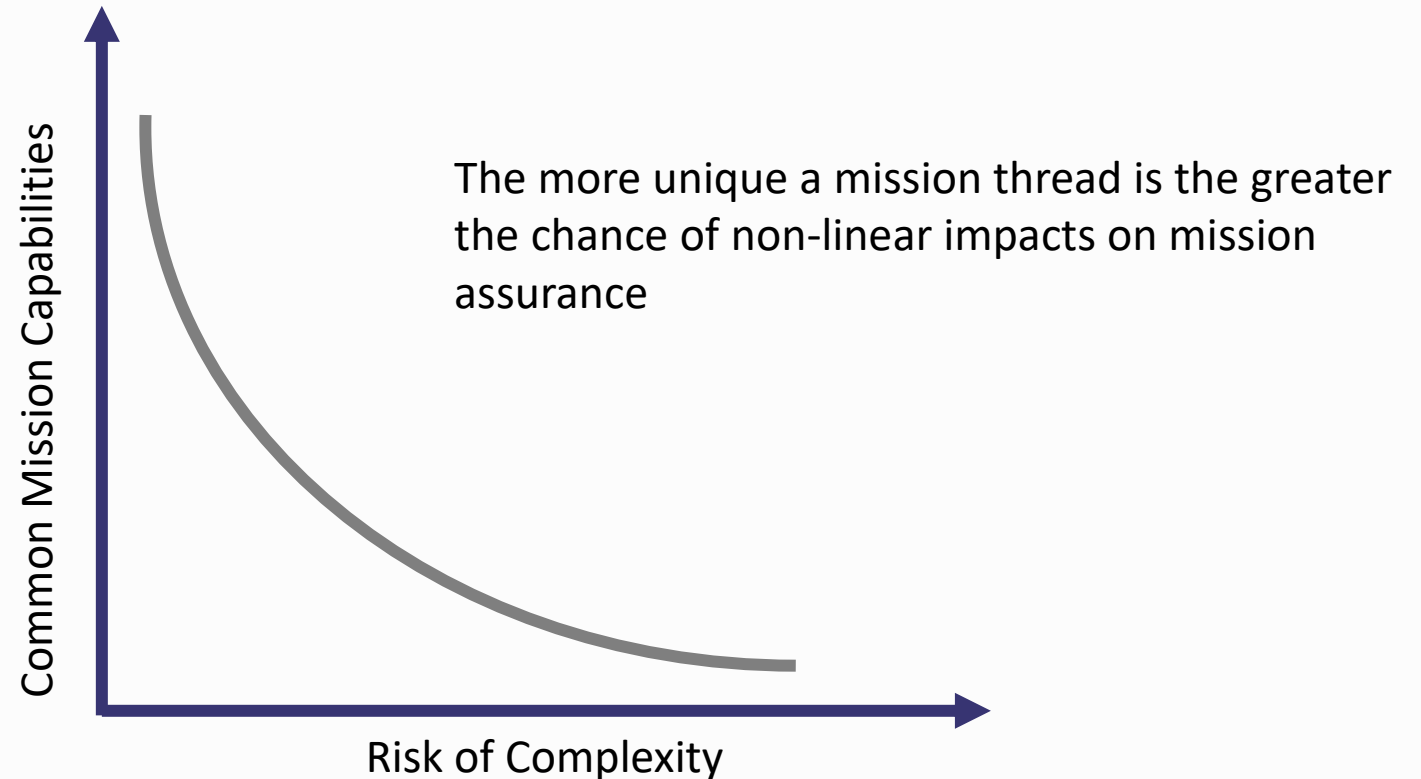 Common Mission Capabilities
The more unique a mission thread is the greater
the chance of non-linear impacts on mission
assurance
Risk of Complexity